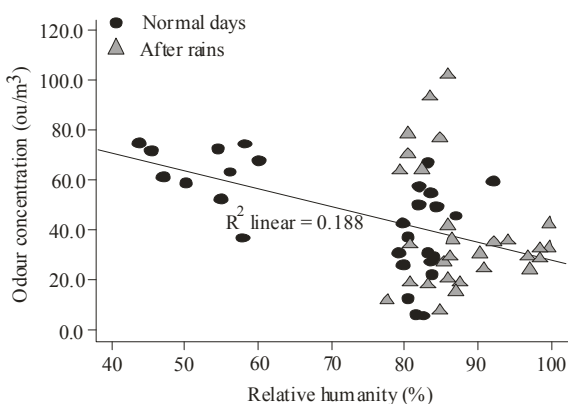 Normal days
After rains
Odour concentration (ou/m³)
120.0
100.0
80.0
60.0
40.0
20.0
0.0
R² linear = 0.188
40 50 60 70 80 90 100
Relative humanity (%)